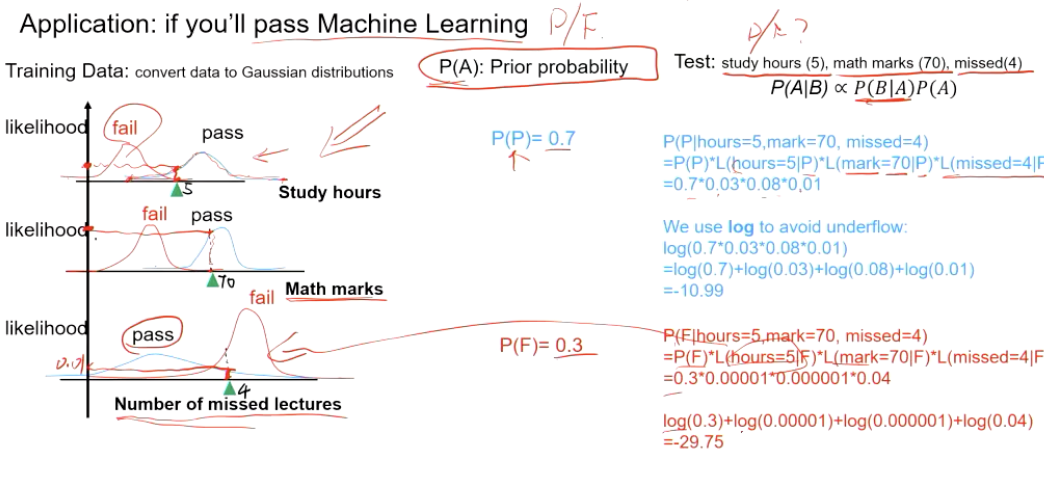 Application: if you'll pass Machine Learning P/F.
Training Data: convert data to Gaussian distributions
P(A): Prior probability
P/F?
Test: study hours (5), math marks (70), missed(4)
P(A|B) ∝ P(B|A)P(A)
likelihood
fail
pass
5
Study hours
likelihood
fail
pass
70
Math marks
likelihood
pass
fail
0.01
4
Number of missed lectures
P(P)= 0.7
P(F)= 0.3
P(P|hours=5,mark=70, missed=4)
=P(P)*L(hours=5|P)*L(mark=70|P)*L(missed=4|P
=0.7*0.03*0.08*0.01
We use log to avoid underflow:
log(0.7*0.03*0.08*0.01)
=log(0.7)+log(0.03)+log(0.08)+log(0.01)
=-10.99
P(F|hours=5,mark=70, missed=4)
=P(F)*L(hours=5|F)*L(mark=70|F)*L(missed=4|F
=0.3*0.00001*0.000001*0.04
log(0.3)+log(0.00001)+log(0.000001)+log(0.04)
=-29.75